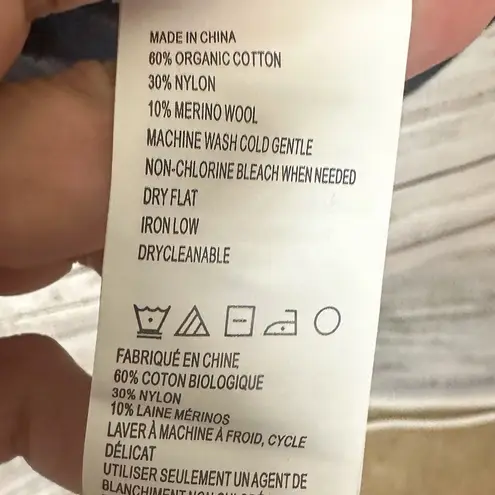 MADE IN CHINA
60% ORGANIC COTTON
30% NYLON
10% MERINO WOOL
MACHINE WASH COLD GENTLE
NON-CHLORINE BLEACH WHEN NEEDED
DRY FLAT
IRON LOW
DRYCLEANABLE
FABRIQUÉ EN CHINE
60% COTON BIOLOGIQUE
30% NYLON
10% LAINE MÉRINOS
LAVER À MACHINE À FROID, CYCLE
DÉLICAT
UTILISER SEULEMENT UN AGENT DE
BLANCHIMENT NON